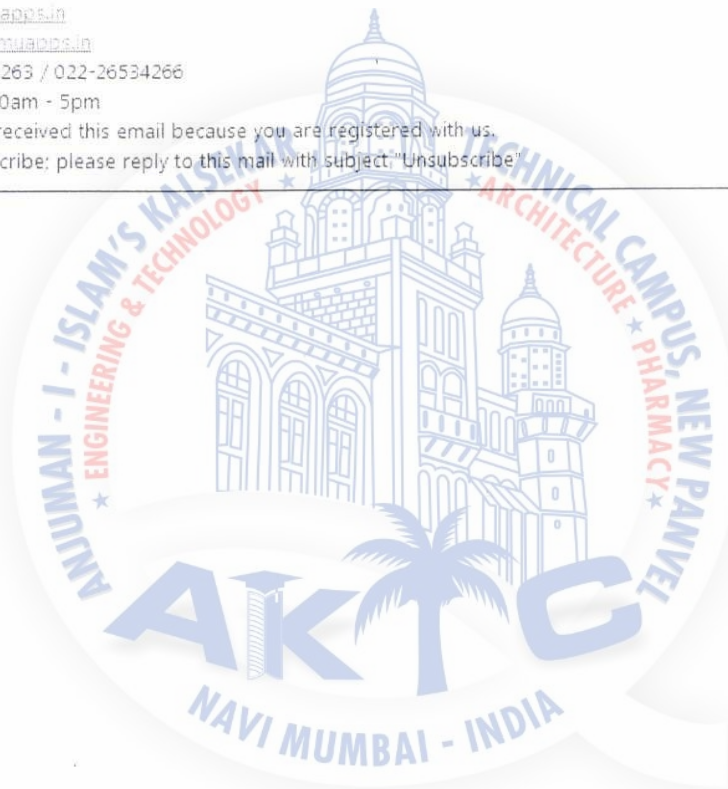 apps.in
muapps.in
263 / 022-26534266
0am - 5pm
received this email because you are registered with us.
cribe: please reply to this mail with subject "Unsubscribe"
ANJUMAN - I - ISLAM'S KALSEKAR TECHNICAL CAMPUS, NEW PANVEL
★ ENGINEERING & TECHNOLOGY ★ ★ ARCHITECTURE ★ PHARMACY ★
AKTC
NAVI MUMBAI - INDIA